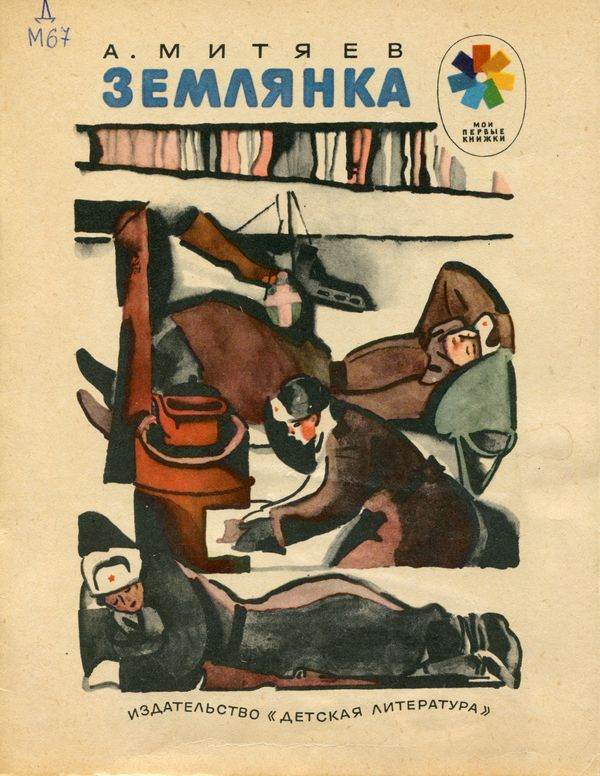 Д
М67
А. МИТЯЕВ
ЗЕМЛЯНКА
МОИ
ПЕРВЫЕ
КНИЖКИ
ИЗДАТЕЛЬСТВО «ДЕТСКАЯ ЛИТЕРАТУРА»